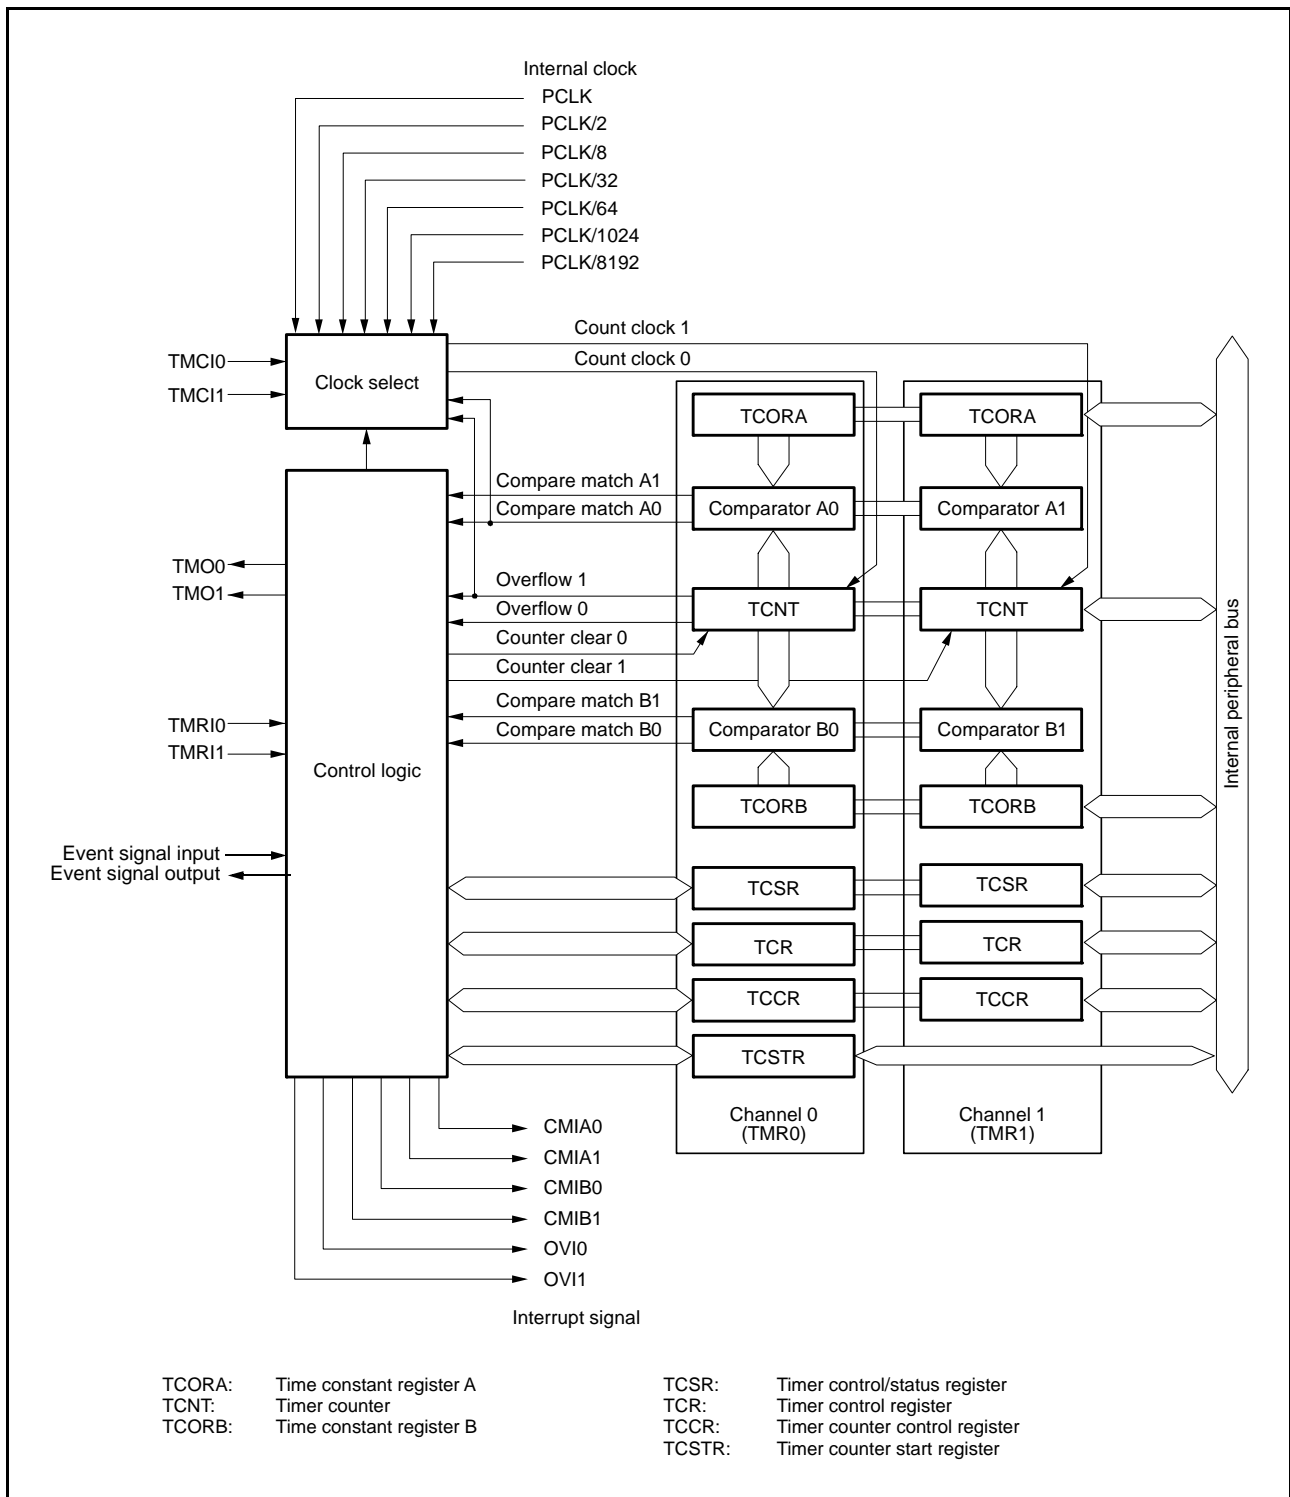 Internal clock
PCLK
PCLK/2
PCLK/8
PCLK/32
PCLK/64
PCLK/1024
PCLK/8192
Count clock 1
Count clock 0
TMCI0
TMCI1
Clock select
TCORA
TCORA
Compare match A1
Compare match A0
Comparator A0
Comparator A1
TMO0
TMO1
Overflow 1
Overflow 0
TCNT
TCNT
Counter clear 0
Counter clear 1
Internal peripheral bus
TMRI0
TMRI1
Compare match B1
Compare match B0
Comparator B0
Comparator B1
Control logic
TCORB
TCORB
Event signal input
Event signal output
TCSR
TCSR
TCR
TCR
TCCR
TCCR
TCSTR
Channel 0
(TMR0)
Channel 1
(TMR1)
CMIA0
CMIA1
CMIB0
CMIB1
OVI0
OVI1
Interrupt signal
TCORA: Time constant register A
TCNT: Timer counter
TCORB: Time constant register B
TCSR: Timer control/status register
TCR: Timer control register
TCCR: Timer counter control register
TCSTR: Timer counter start register